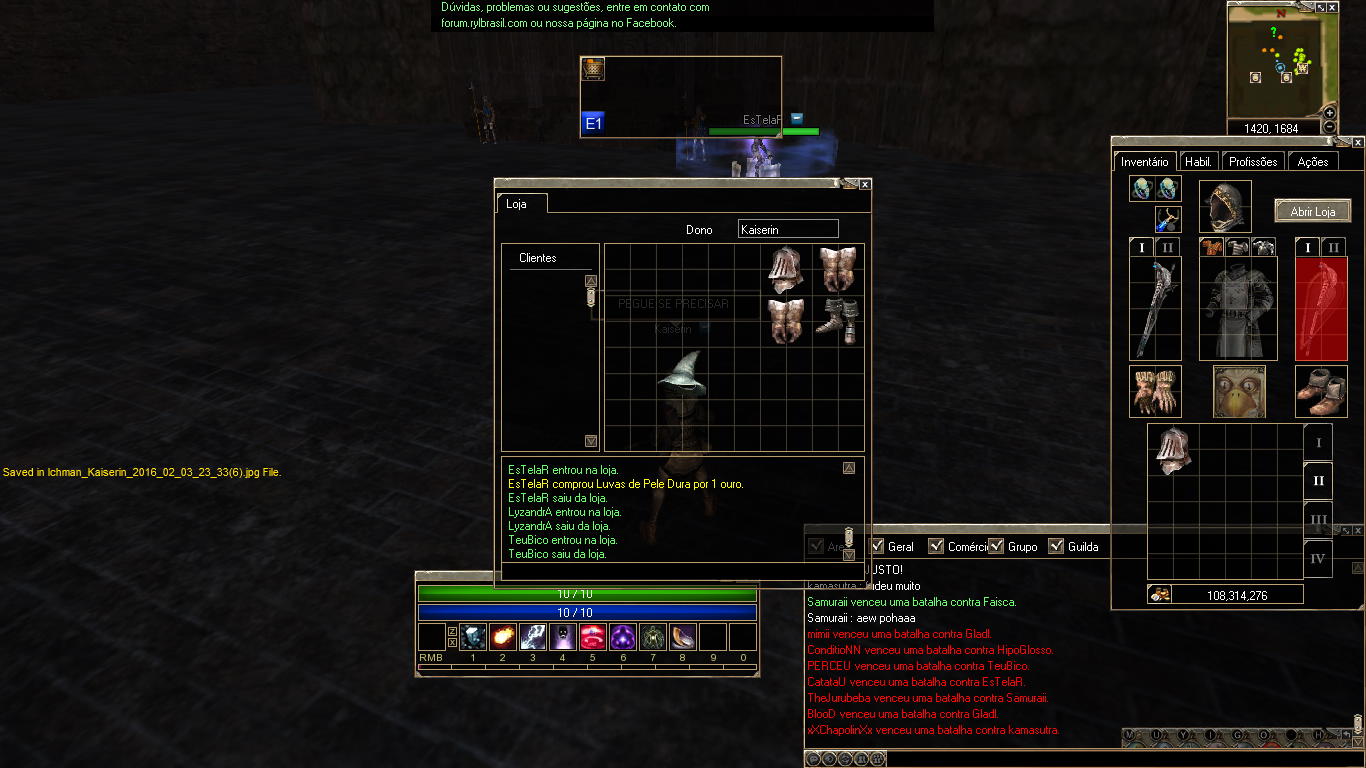 Dúvidas, problemas ou sugestões, entre em contato com
forum.rylbrasil.com ou nossa página no Facebook.
N
E1
EsTelaR
1420, 1684
Inventário Habil. Profissões Ações
Abrir Loja
I II
I II
Loja
Dono Kaiserin
Clientes
PEGUE SE PRECISAR
Kaiserin
I
II
III
IV
108,314,276
Saved in Ichman_Kaiserin_2016_02_03_23_33(6).jpg File.
EsTelaR entrou na loja.
EsTelaR comprou Luvas de Pele Dura por 1 ouro.
EsTelaR saiu da loja.
LyzandrA entrou na loja.
LyzandrA saiu da loja.
TeuBico entrou na loja.
TeuBico saiu da loja.
Geral Comérci Grupo Guilda
USTO!
kamasutra : udeu muito
Samuraii venceu uma batalha contra Faisca.
Samuraii : aew pohaaa
mimii venceu uma batalha contra Gladl.
ConditioNN venceu uma batalha contra HipoGlosso.
PERCEU venceu uma batalha contra TeuBico.
CatataU venceu uma batalha contra EsTelaR.
TheJurubeba venceu uma batalha contra Samuraii.
BlooD venceu uma batalha contra Gladl.
xXChapolinXx venceu uma batalha contra kamasutra.
10 / 10
10 / 10
Z
X
RMB 1 2 3 4 5 6 7 8 9 0
M U Y I G O H